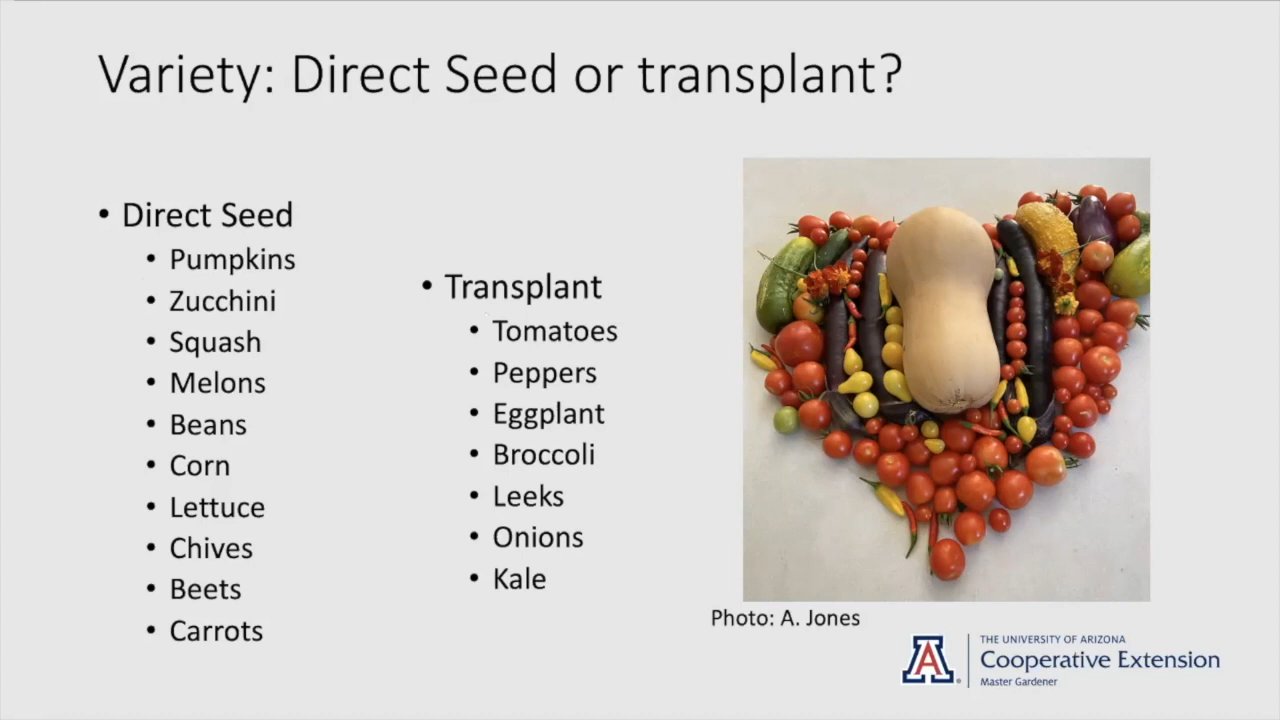 Variety: Direct Seed or transplant?
• Direct Seed
• Pumpkins
• Zucchini
• Squash
• Melons
• Beans
• Corn
• Lettuce
• Chives
• Beets
• Carrots
• Transplant
• Tomatoes
• Peppers
• Eggplant
• Broccoli
• Leeks
• Onions
• Kale
Photo: A. Jones
A
THE UNIVERSITY OF ARIZONA
Cooperative Extension
Master Gardener